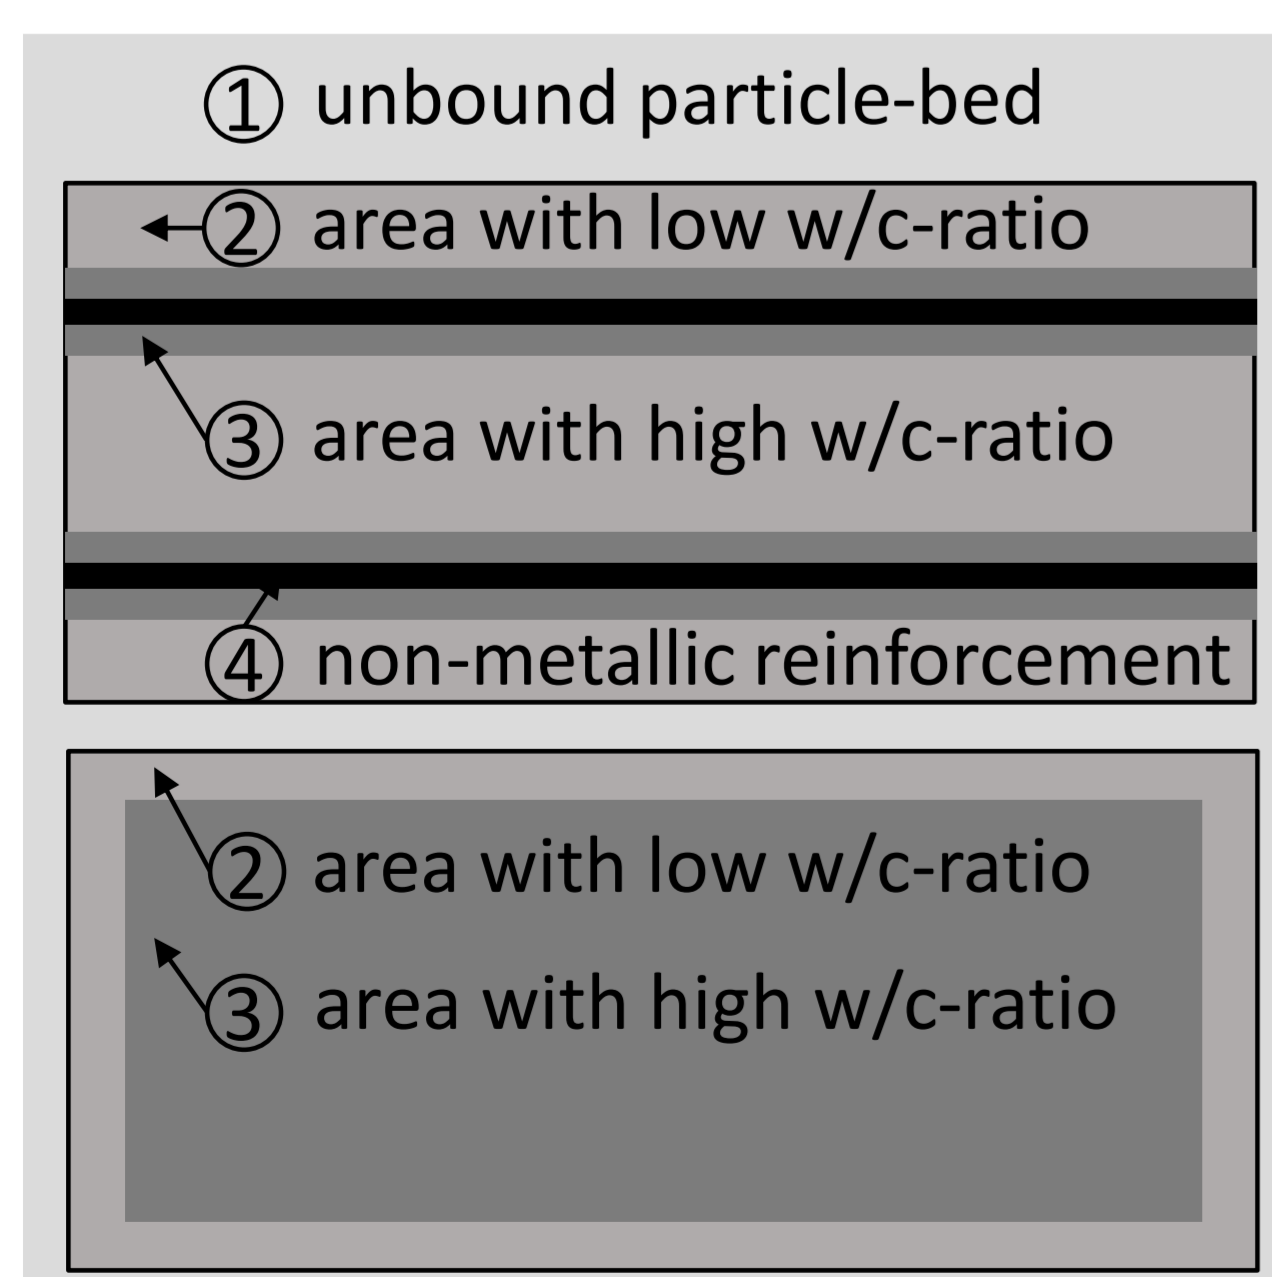 ① unbound particle-bed
② area with low w/c-ratio
③ area with high w/c-ratio
④ non-metallic reinforcement
② area with low w/c-ratio
③ area with high w/c-ratio